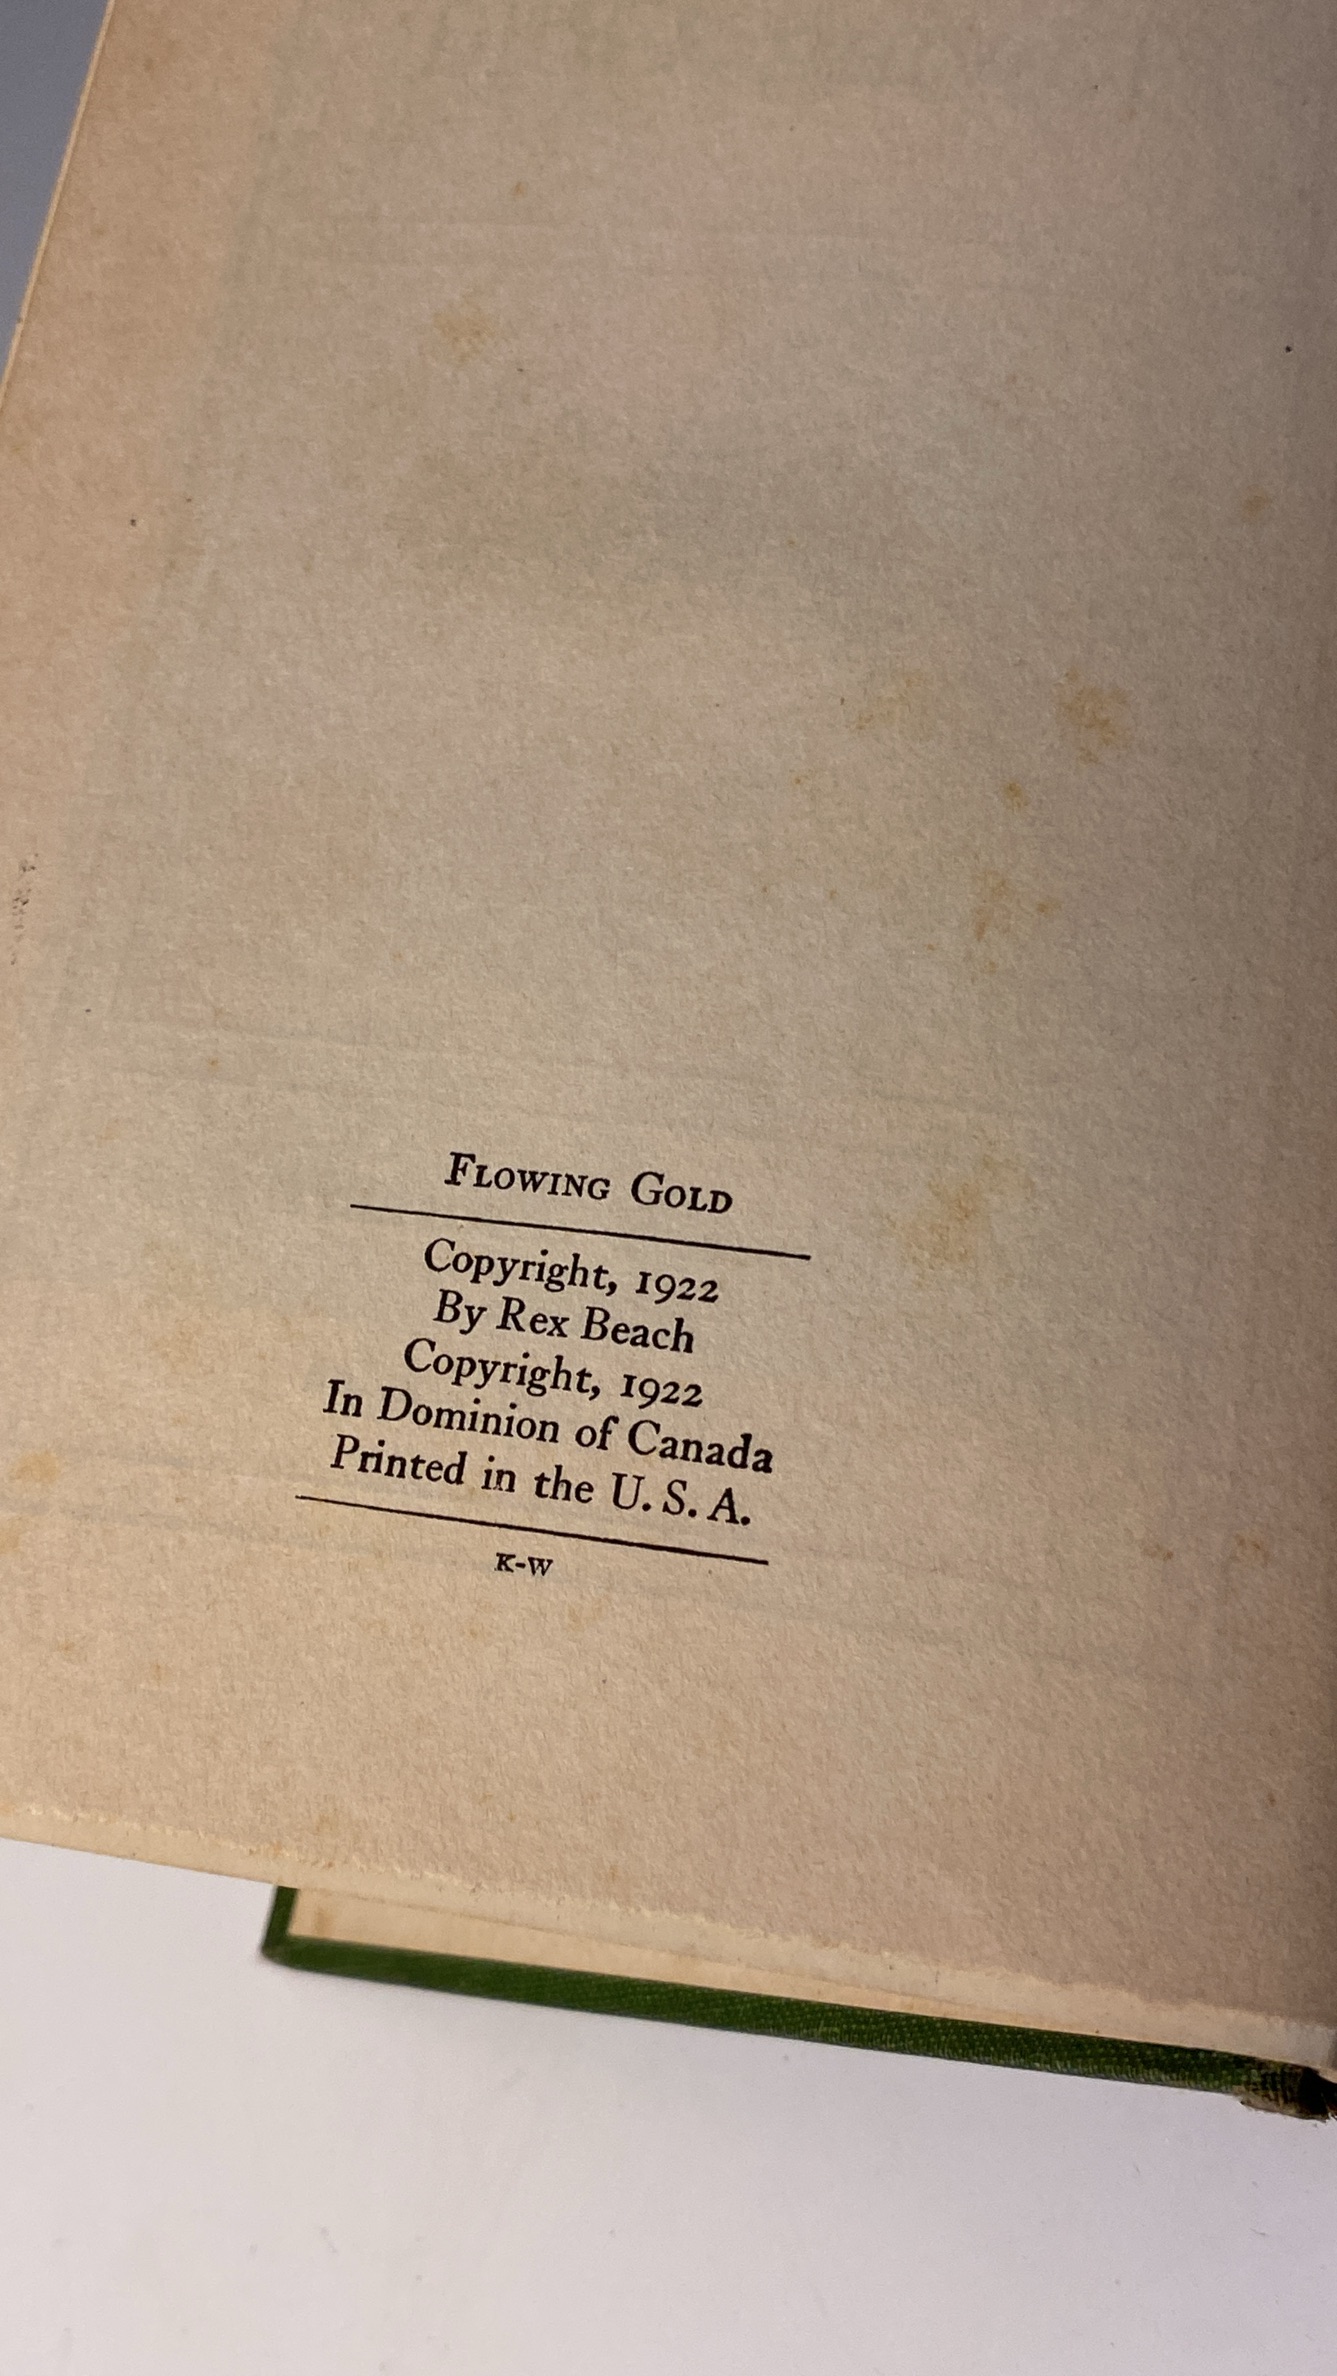 FLOWING GOLD
Copyright, 1922
By Rex Beach
Copyright, 1922
In Dominion of Canada
Printed in the U. S. A.
K-W